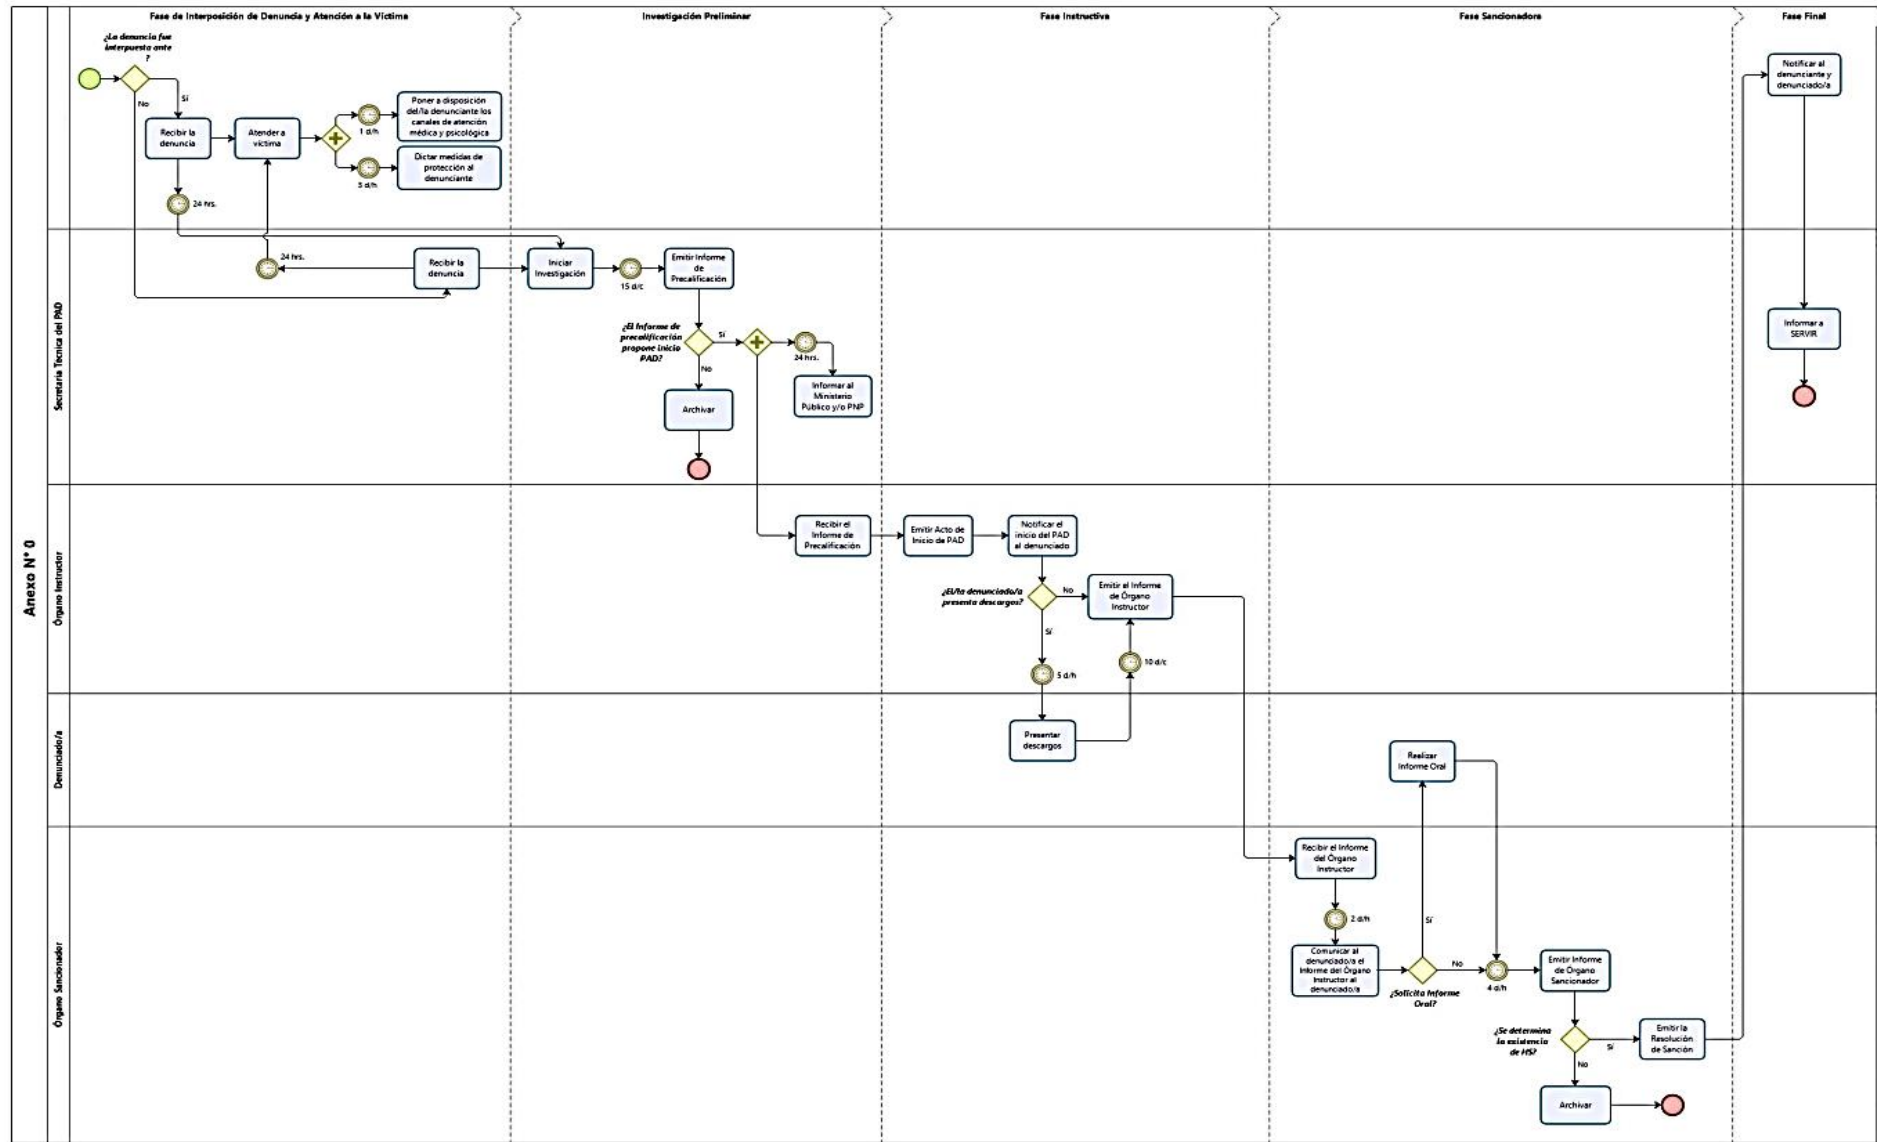 Fase de Interposición de Denuncia y Atención a la Víctima
Investigación Preliminar
Fase Instructiva
Fase Sancionadora
Fase Final
Anexo N° 0
¿La denuncia fue
interpuesta ante
?
Sí
No
Recibir la
denuncia
Atender a
víctima
1 d/h
Poner a disposición
del/la denunciante los
canales de atención
médica y psicológica
3 d/h
Dictar medidas de
protección al
denunciante
24 hrs.
Notificar al
denunciante y
denunciado/a
Secretaría Técnica del PAD
24 hrs.
Recibir la
denuncia
Iniciar
Investigación
15 d/c
Emitir Informe
de
Precalificación
¿El Informe de
precalificación
propone inicio
PAD?
Sí
No
24 hrs.
Informar al
Ministerio
Público y/o PNP
Archivar
Informar a
SERVIR
Órgano Instructor
Recibir el
Informe de
Precalificación
Emitir Acto de
Inicio de PAD
Notificar el
inicio del PAD
al denunciado
¿El/la denunciado/a
presenta descargos?
No
Sí
Emitir el Informe
de Órgano
Instructor
5 d/h
10 d/c
Denunciado/a
Presentar
descargos
Realizar
Informe Oral
Órgano Sancionador
Recibir el Informe
del Órgano
Instructor
2 d/h
Comunicar al
denunciado/a el
Informe del Órgano
Instructor al
denunciado/a
Sí
No
¿Solicita Informe
Oral?
4 d/h
Emitir Informe
de Órgano
Sancionador
¿Se determina
la existencia
de HS?
Sí
No
Emitir la
Resolución
de Sanción
Archivar